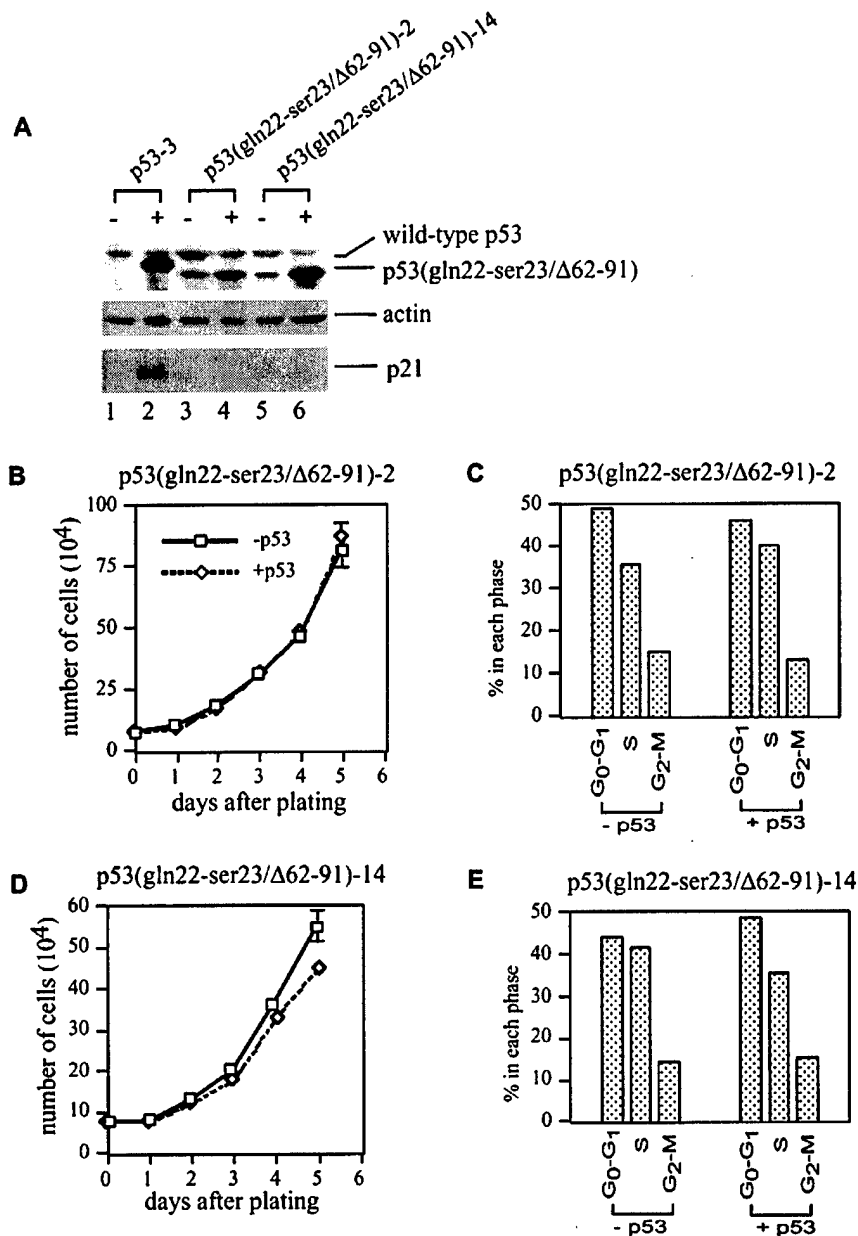 A
p53-3
p53(gln22-ser23/Δ62-91)-2
p53(gln22-ser23/Δ62-91)-14
- + - + - +
wild-type p53
p53(gln22-ser23/Δ62-91)
actin
p21
1 2 3 4 5 6
B
p53(gln22-ser23/Δ62-91)-2
number of cells (10⁴)
100
75
50
25
0
-p53
+p53
0 1 2 3 4 5 6
days after plating
C
p53(gln22-ser23/Δ62-91)-2
% in each phase
50
40
30
20
10
0
G₀-G₁ S G₂-M G₀-G₁ S G₂-M
- p53 + p53
D
p53(gln22-ser23/Δ62-91)-14
number of cells (10⁴)
60
50
40
30
20
10
0
0 1 2 3 4 5 6
days after plating
E
p53(gln22-ser23/Δ62-91)-14
% in each phase
50
40
30
20
10
0
G₀-G₁ S G₂-M G₀-G₁ S G₂-M
- p53 + p53